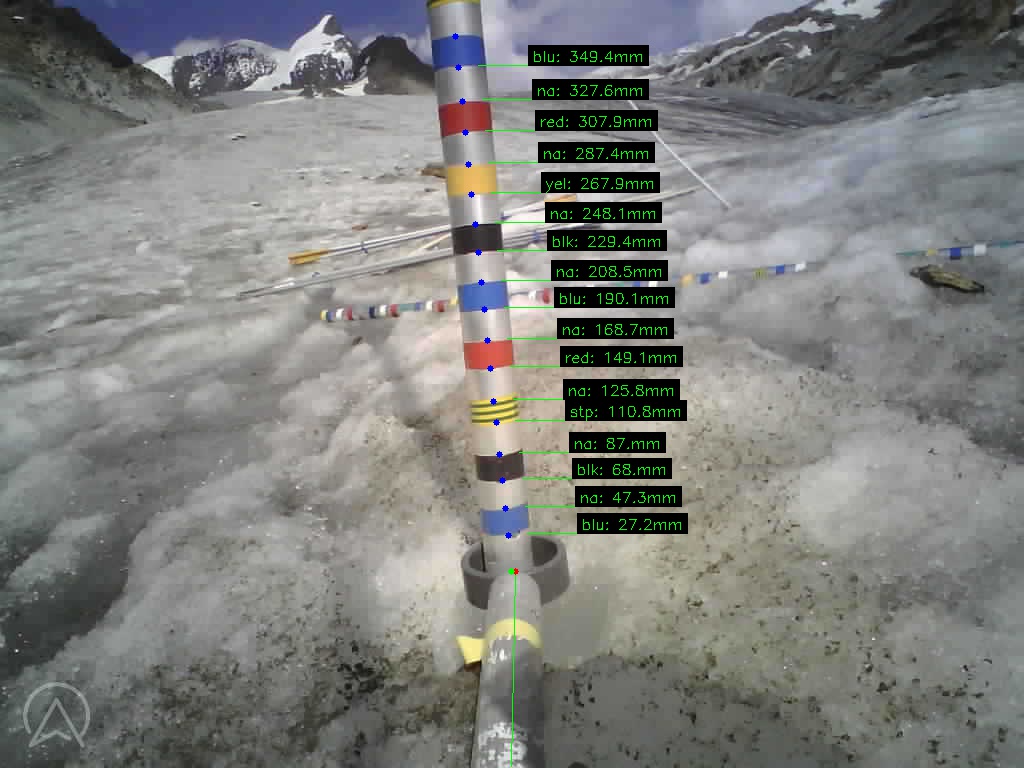 blu: 349.4mm
na: 327.6mm
red: 307.9mm
na: 287.4mm
yel: 267.9mm
na: 248.1mm
blk: 229.4mm
na: 208.5mm
blu: 190.1mm
na: 168.7mm
red: 149.1mm
na: 125.8mm
stp: 110.8mm
na: 87.mm
blk: 68.mm
na: 47.3mm
blu: 27.2mm